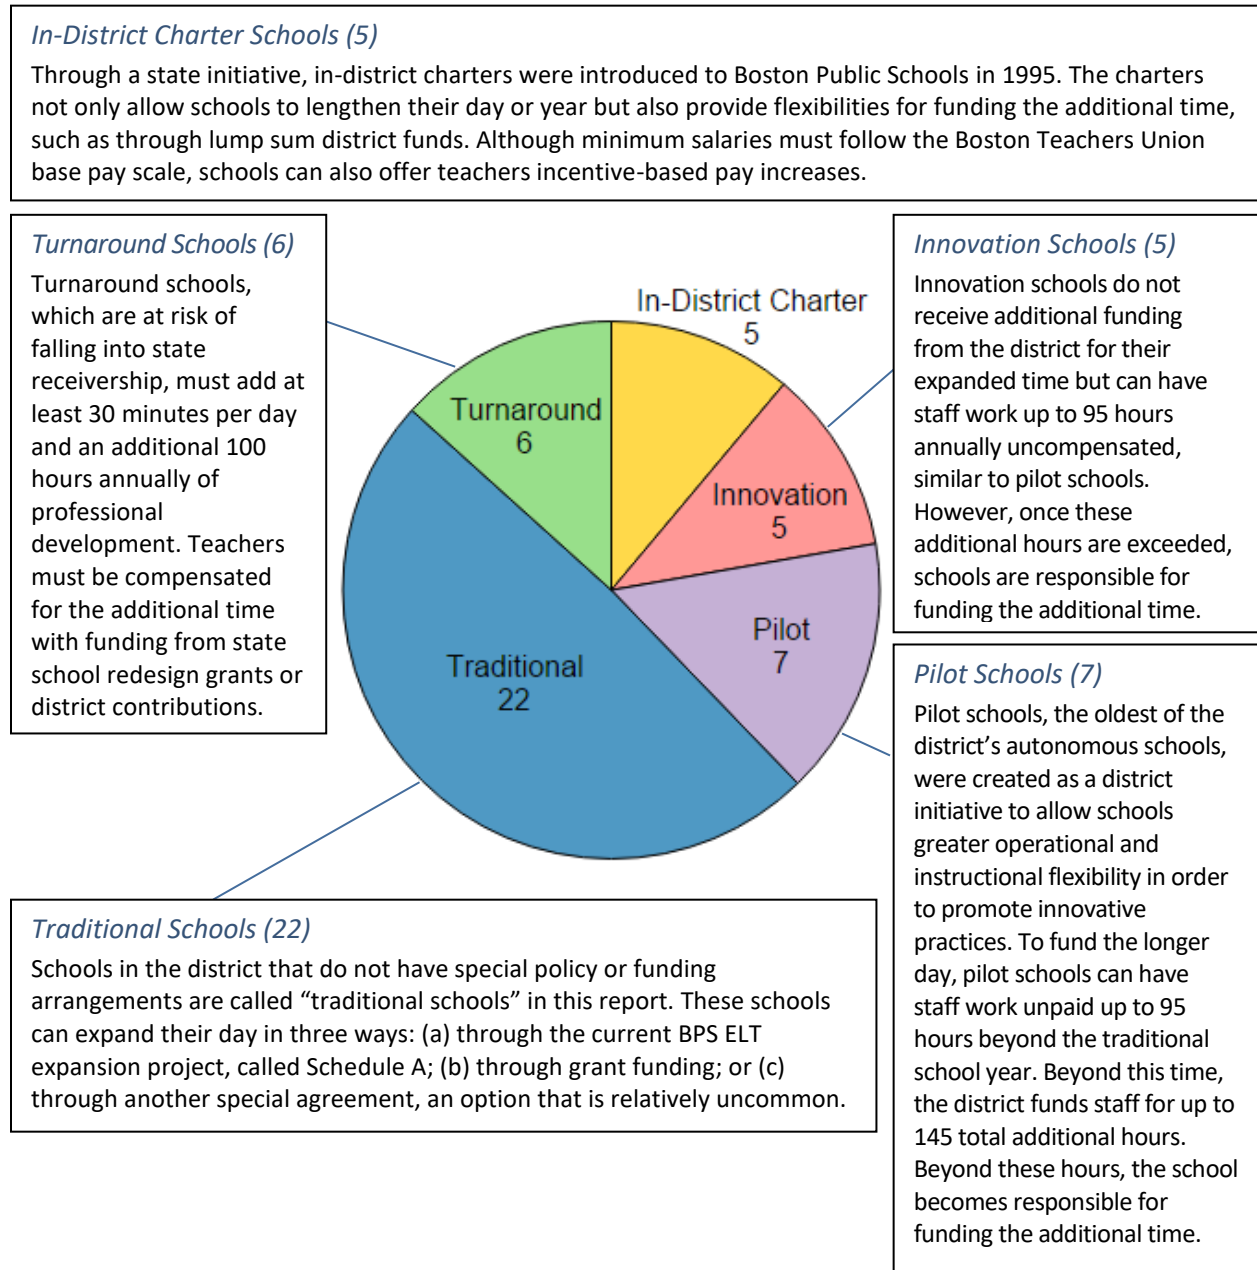 In-District Charter Schools (5)
Through a state initiative, in-district charters were introduced to Boston Public Schools in 1995. The charters
not only allow schools to lengthen their day or year but also provide flexibilities for funding the additional time,
such as through lump sum district funds. Although minimum salaries must follow the Boston Teachers Union
base pay scale, schools can also offer teachers incentive-based pay increases.
Turnaround Schools (6)
Turnaround schools,
which are at risk of
falling into state
receivership, must add at
least 30 minutes per day
and an additional 100
hours annually of
professional
development. Teachers
must be compensated
for the additional time
with funding from state
school redesign grants or
district contributions.
In-District Charter
5
Turnaround
6
Innovation
5
Pilot
7
Traditional
22
Innovation Schools (5)
Innovation schools do not
receive additional funding
from the district for their
expanded time but can have
staff work up to 95 hours
annually uncompensated,
similar to pilot schools.
However, once these
additional hours are exceeded,
schools are responsible for
funding the additional time.
Pilot Schools (7)
Pilot schools, the oldest of the
district’s autonomous schools,
were created as a district
initiative to allow schools
greater operational and
instructional flexibility in order
to promote innovative
practices. To fund the longer
day, pilot schools can have
staff work unpaid up to 95
hours beyond the traditional
school year. Beyond this time,
the district funds staff for up to
145 total additional hours.
Beyond these hours, the school
becomes responsible for
funding the additional time.
Traditional Schools (22)
Schools in the district that do not have special policy or funding
arrangements are called “traditional schools” in this report. These schools
can expand their day in three ways: (a) through the current BPS ELT
expansion project, called Schedule A; (b) through grant funding; or (c)
through another special agreement, an option that is relatively uncommon.